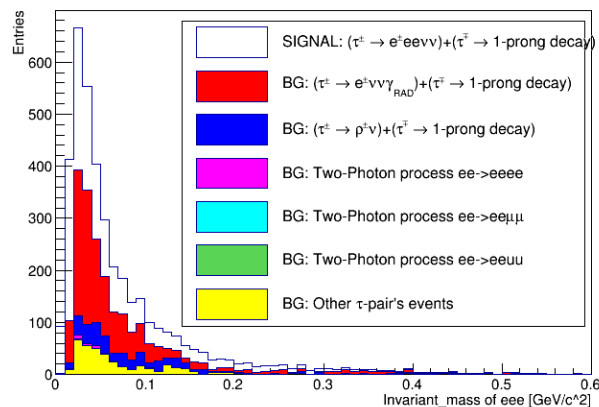 Entries
600
500
400
300
200
100
0
SIGNAL: (τ± → e±eeνν)+(τ∓ → 1-prong decay)
BG: (τ± → e±ννγRAD)+(τ∓ → 1-prong decay)
BG: (τ± → ρ±ν)+(τ∓ → 1-prong decay)
BG: Two-Photon process ee->eeee
BG: Two-Photon process ee->eeμμ
BG: Two-Photon process ee->eeuu
BG: Other τ-pair's events
0 0.1 0.2 0.3 0.4 0.5 0.6
Invariant_mass of eee [GeV/c^2]